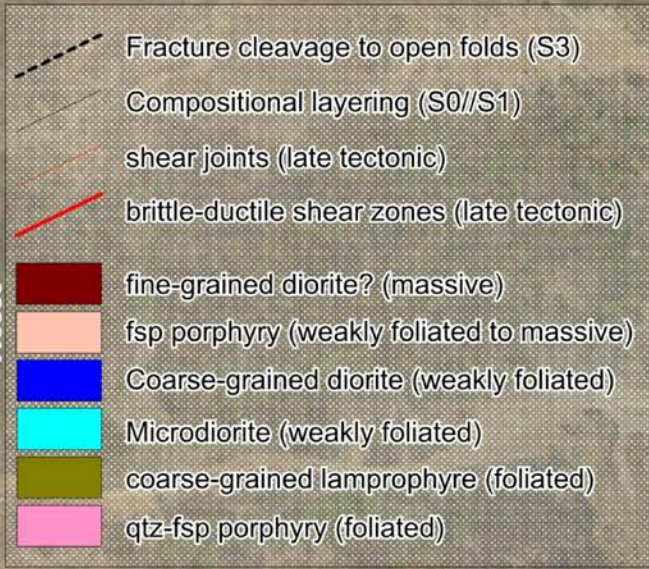 Fracture cleavage to open folds (S3)
Compositional layering (S0//S1)
shear joints (late tectonic)
brittle-ductile shear zones (late tectonic)
fine-grained diorite? (massive)
fsp porphyry (weakly foliated to massive)
Coarse-grained diorite (weakly foliated)
Microdiorite (weakly foliated)
coarse-grained lamprophyre (foliated)
qtz-fsp porphyry (foliated)